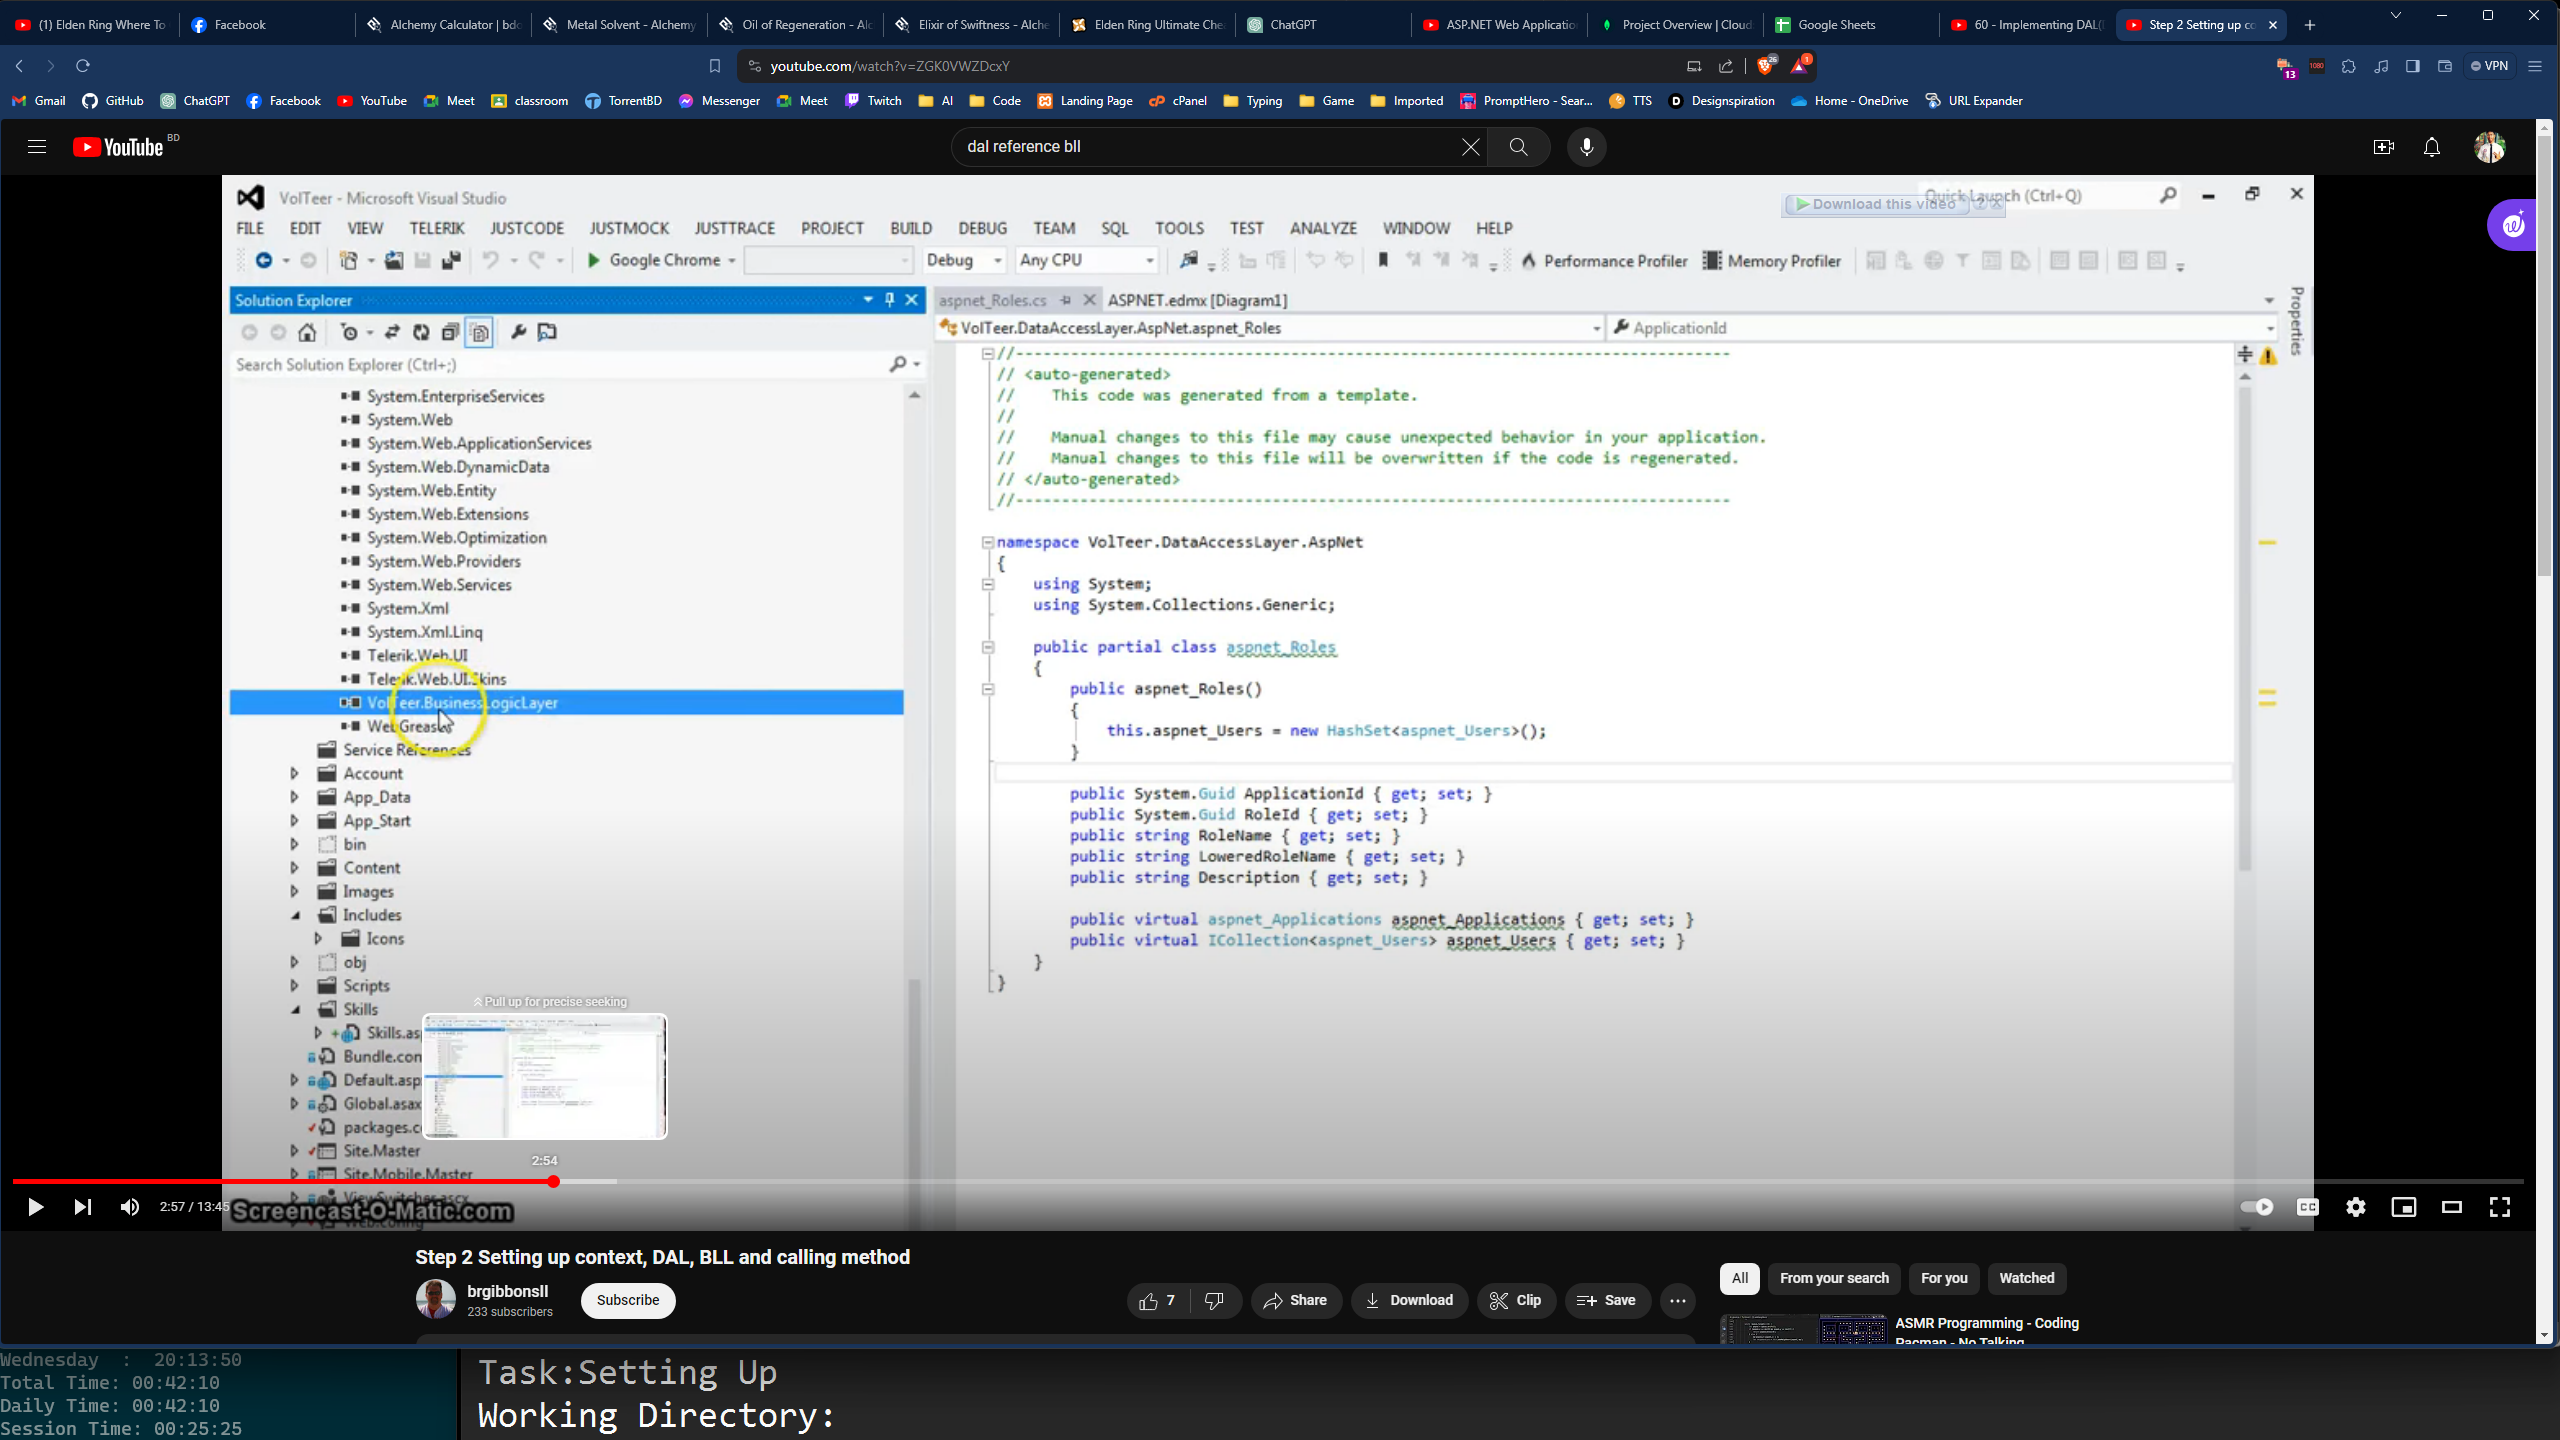 (1) Elden Ring Where To
Facebook
Alchemy Calculator | bdo
Metal Solvent - Alchemy
Oil of Regeneration - Alc
Elixir of Swiftness - Alche
Elden Ring Ultimate Che
ChatGPT
ASP.NET Web Application
Project Overview | Cloud
Google Sheets
60 - Implementing DAL(
Step 2 Setting up co
youtube.com/watch?v=ZGK0VWZDcxY
26
1
13
1080
VPN
Gmail
GitHub
ChatGPT
Facebook
YouTube
Meet
classroom
TorrentBD
Messenger
Meet
Twitch
AI
Code
Landing Page
cPanel
Typing
Game
Imported
PromptHero - Sear...
TTS
Designspiration
Home - OneDrive
URL Expander
YouTube BD
dal reference bll
VolTeer - Microsoft Visual Studio
Quick Launch (Ctrl+Q)
Download this video
FILE EDIT VIEW TELERIK JUSTCODE JUSTMOCK JUSTTRACE PROJECT BUILD DEBUG TEAM SQL TOOLS TEST ANALYZE WINDOW HELP
Google Chrome
Debug
Any CPU
Performance Profiler
Memory Profiler
Solution Explorer
Search Solution Explorer (Ctrl+;)
System.EnterpriseServices
System.Web
System.Web.ApplicationServices
System.Web.DynamicData
System.Web.Entity
System.Web.Extensions
System.Web.Optimization
System.Web.Providers
System.Web.Services
System.Xml
System.Xml.Linq
Telerik.Web.UI
Telerik.Web.UI.Skins
VolTeer.BusinessLogicLayer
WebGrease
Service References
Account
App_Data
App_Start
bin
Content
Images
Includes
Icons
obj
Scripts
Skills
Skills.as
Bundle.con
Default.asp
Global.asax
packages.c
Site.Master
Site.Mobile.Master
ViewSwitcher.ascx
Web.config
aspnet_Roles.cs
ASPNET.edmx [Diagram1]
VolTeer.DataAccessLayer.AspNet.aspnet_Roles
ApplicationId
Properties
//------------------------------------------------------------------------------
// <auto-generated>
// This code was generated from a template.
//
// Manual changes to this file may cause unexpected behavior in your application.
// Manual changes to this file will be overwritten if the code is regenerated.
// </auto-generated>
//------------------------------------------------------------------------------
namespace VolTeer.DataAccessLayer.AspNet
{
using System;
using System.Collections.Generic;
public partial class aspnet_Roles
{
public aspnet_Roles()
{
this.aspnet_Users = new HashSet<aspnet_Users>();
}
public System.Guid ApplicationId { get; set; }
public System.Guid RoleId { get; set; }
public string RoleName { get; set; }
public string LoweredRoleName { get; set; }
public string Description { get; set; }
public virtual aspnet_Applications aspnet_Applications { get; set; }
public virtual ICollection<aspnet_Users> aspnet_Users { get; set; }
}
}
Pull up for precise seeking
2:54
2:57 / 13:45
Screencast-O-Matic.com
CC
Step 2 Setting up context, DAL, BLL and calling method
brgibbonsll
233 subscribers
Subscribe
7
Share
Download
Clip
Save
All
From your search
For you
Watched
ASMR Programming - Coding
Pacman - No Talking
Wednesday : 20:13:50
Total Time: 00:42:10
Daily Time: 00:42:10
Session Time: 00:25:25
Task:Setting Up
Working Directory: